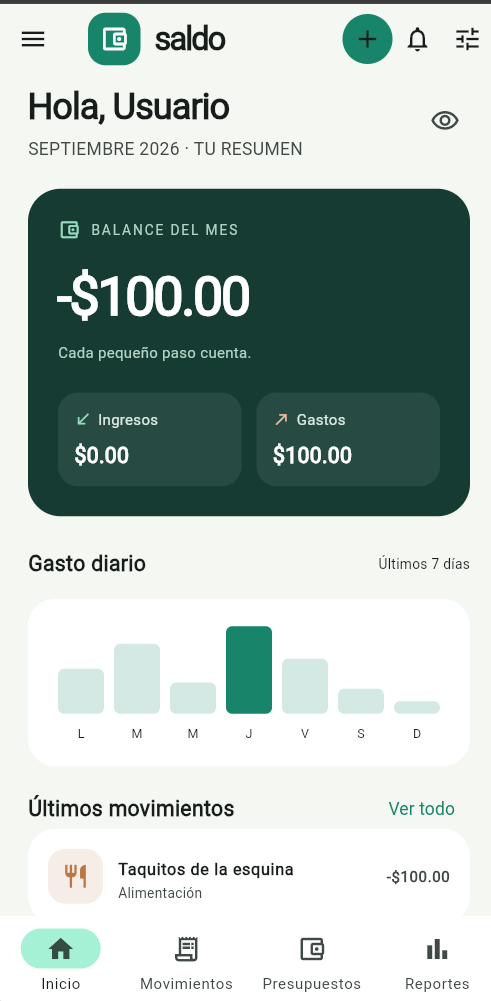 saldo
Hola, Usuario
SEPTIEMBRE 2026 · TU RESUMEN
BALANCE DEL MES
-$100.00
Cada pequeño paso cuenta.
Ingresos
$0.00
Gastos
$100.00
Gasto diario
Últimos 7 días
L M M J V S D
Últimos movimientos
Ver todo
Taquitos de la esquina
-$100.00
Alimentación
Inicio
Movimientos
Presupuestos
Reportes